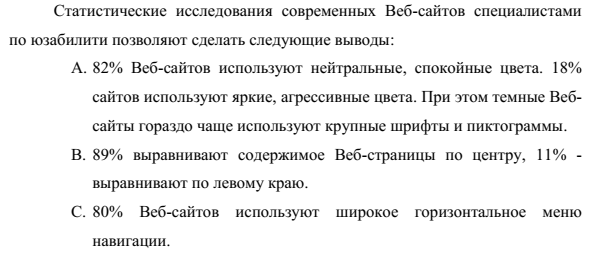 Статистические исследования современных Веб-сайтов специалистами
по юзабилити позволяют сделать следующие выводы:
A. 82% Веб-сайтов используют нейтральные, спокойные цвета. 18%
сайтов используют яркие, агрессивные цвета. При этом темные Веб-
сайты гораздо чаще используют крупные шрифты и пиктограммы.
B. 89% выравнивают содержимое Веб-страницы по центру, 11% -
выравнивают по левому краю.
C. 80% Веб-сайтов используют широкое горизонтальное меню
навигации.